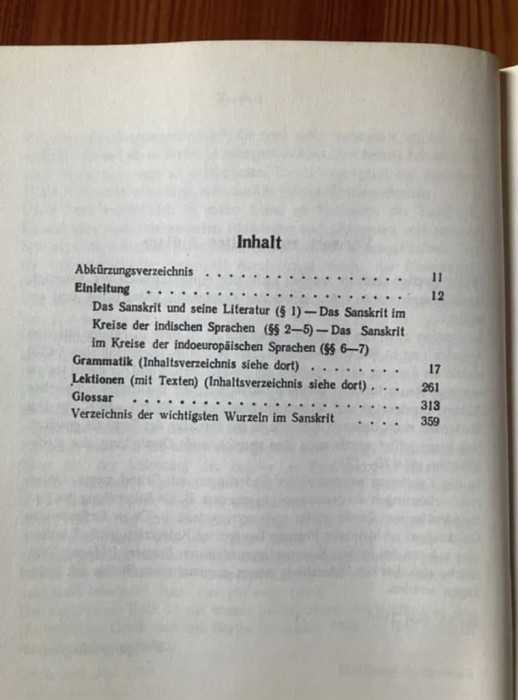 Inhalt
Abkürzungsverzeichnis . . . . . . . . . . . . . . . . . 11
Einleitung . . . . . . . . . . . . . . . . . . . . . . 12
Das Sanskrit und seine Literatur (§ 1) — Das Sanskrit im
Kreise der indischen Sprachen (§§ 2—5) — Das Sanskrit
im Kreise der indoeuropäischen Sprachen (§§ 6—7)
Grammatik (Inhaltsverzeichnis siehe dort) . . . . . . . . 17
Lektionen (mit Texten) (Inhaltsverzeichnis siehe dort) . . . 261
Glossar . . . . . . . . . . . . . . . . . . . . . . . 313
Verzeichnis der wichtigsten Wurzeln im Sanskrit . . . . 359